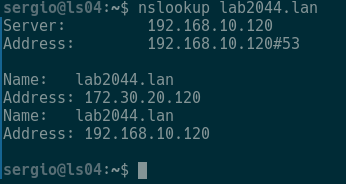 sergio@ls04:~$ nslookup lab2044.lan
Server:         192.168.10.120
Address:        192.168.10.120#53

Name:   lab2044.lan
Address: 172.30.20.120
Name:   lab2044.lan
Address: 192.168.10.120

sergio@ls04:~$